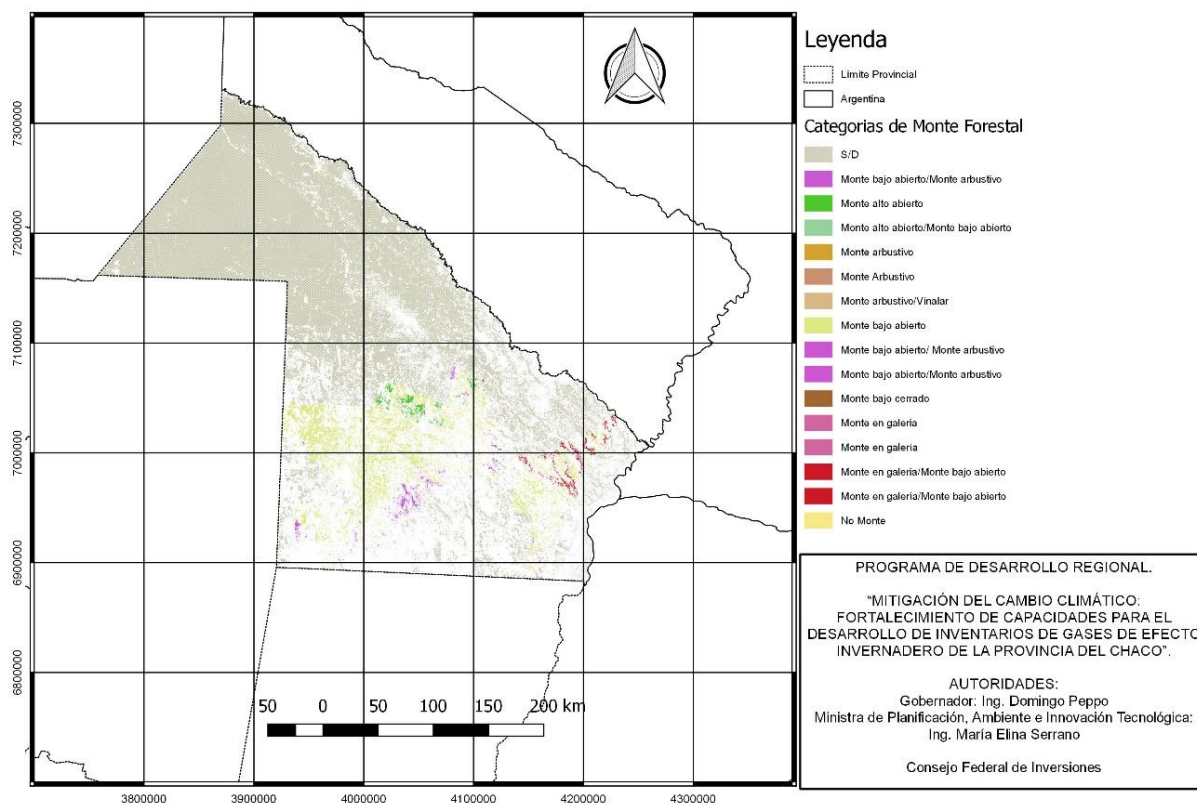 Leyenda
Límite Provincial
Argentina
Categorias de Monte Forestal
S/D
Monte bajo abierto/Monte arbustivo
Monte alto abierto
Monte alto abierto/Monte bajo abierto
Monte arbustivo
Monte Arbustivo
Monte arbustivo/Vinalar
Monte bajo abierto
Monte bajo abierto/ Monte arbustivo
Monte bajo abierto/Monte arbustivo
Monte bajo cerrado
Monte en galeria
Monte en galeria
Monte en galeria/Monte bajo abierto
Monte en galeria/Monte bajo abierto
No Monte
PROGRAMA DE DESARROLLO REGIONAL.
"MITIGACIÓN DEL CAMBIO CLIMÁTICO:
FORTALECIMIENTO DE CAPACIDADES PARA EL
DESARROLLO DE INVENTARIOS DE GASES DE EFECTO
INVERNADERO DE LA PROVINCIA DEL CHACO".
AUTORIDADES:
Gobernador: Ing. Domingo Peppo
Ministra de Planificación, Ambiente e Innovación Tecnológica:
Ing. María Elina Serrano
Consejo Federal de Inversiones
7300000
7200000
7100000
7000000
6900000
6800000
50 0 50 100 150 200 km
3800000 3900000 4000000 4100000 4200000 4300000